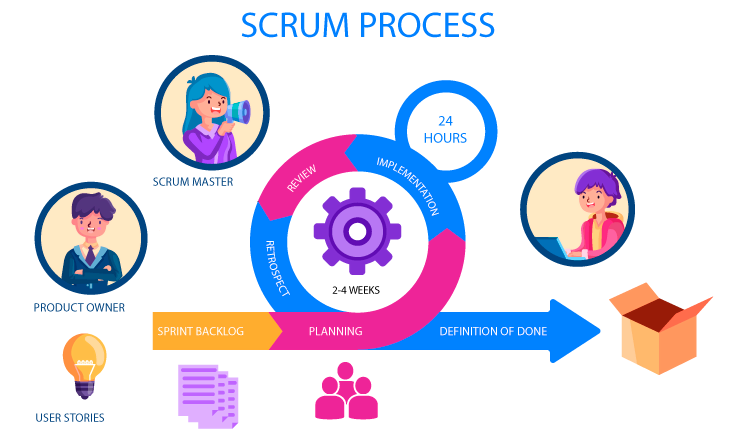 SCRUM PROCESS
24
HOURS
SCRUM MASTER
REVIEW
IMPLEMENTATION
RETROSPECT
2-4 WEEKS
PRODUCT OWNER
SPRINT BACKLOG
PLANNING
DEFINITION OF DONE
USER STORIES